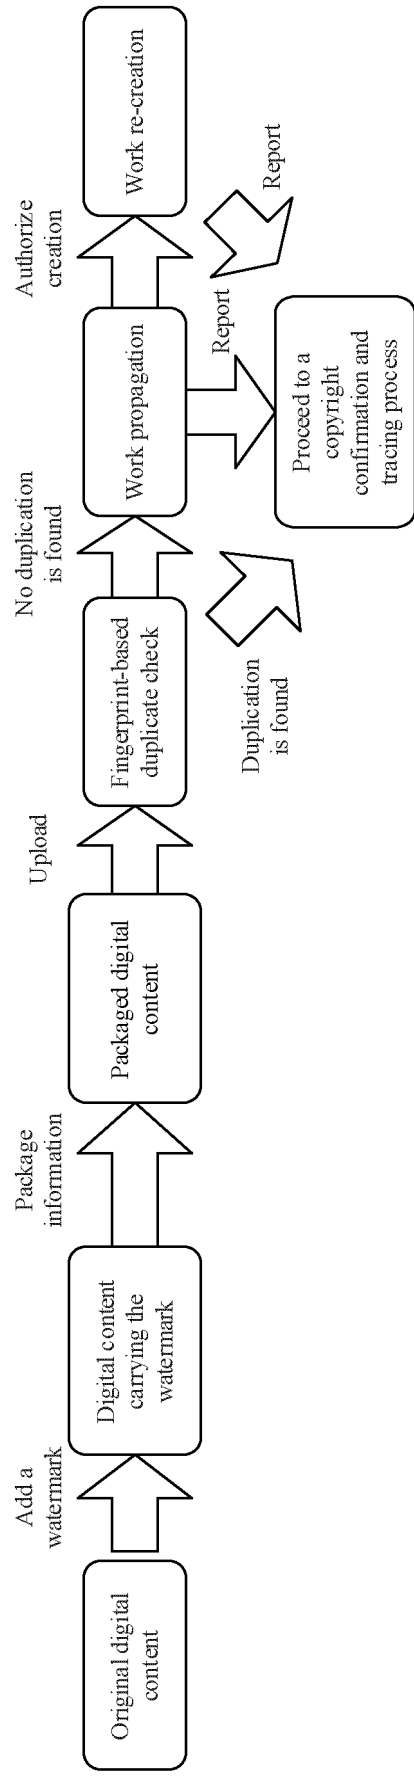 Original digital
content
Add a
watermark
Digital content
carrying the
watermark
Package
information
Packaged digital
content
Upload
Fingerprint-based
duplicate check
No duplication
is found
Duplication
is found
Work propagation
Report
Authorize
creation
Work re-creation
Report
Proceed to a
copyright
confirmation and
tracing process